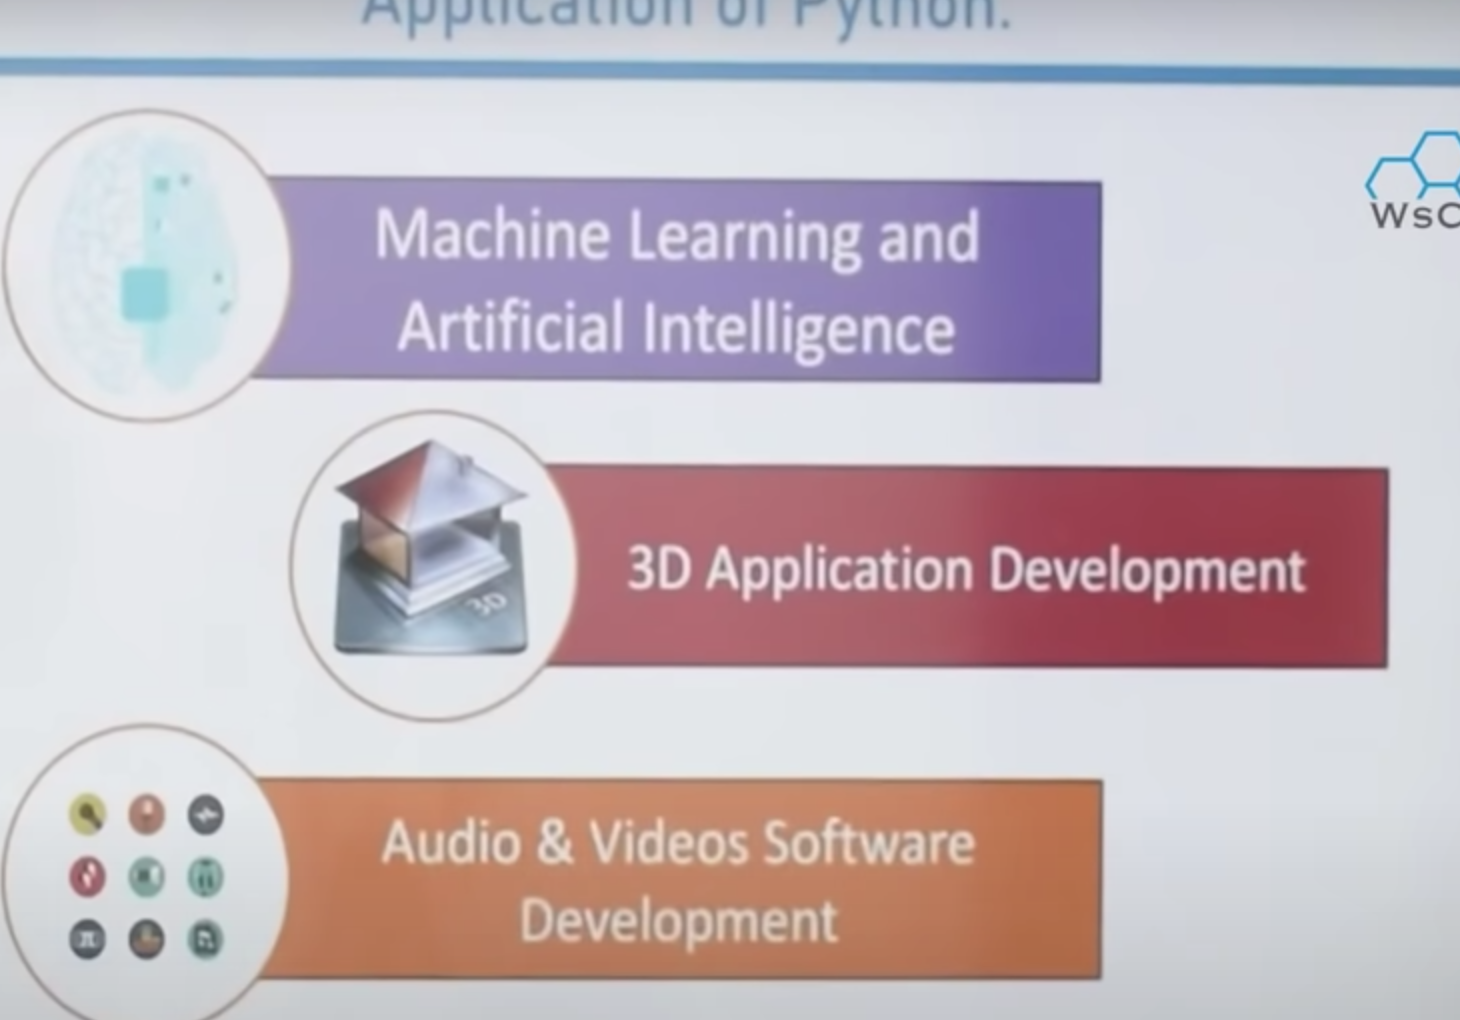 Application of Python.
WsC
Machine Learning and
Artificial Intelligence
3D Application Development
3D
Audio & Videos Software
Development